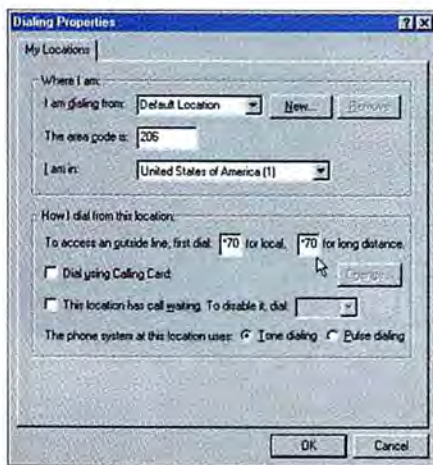 Dialing Properties
My Locations
Where I am:
I am dialing from: Default Location New... Remove
The area code is: 206
I am in: United States of America (1)
How I dial from this location:
To access an outside line, first dial: *70 for local, *70 for long distance.
Dial using Calling Card: Change...
This location has call waiting. To disable it, dial:
The phone system at this location uses: Tone dialing Pulse dialing
OK Cancel